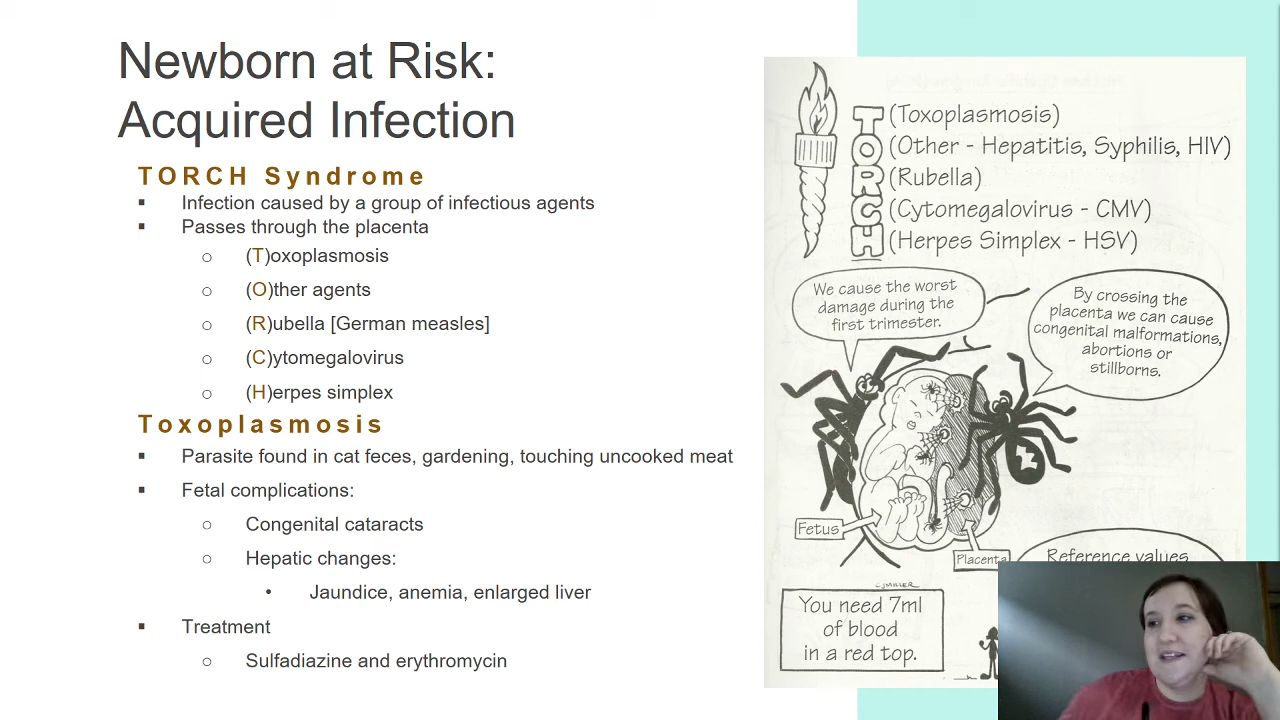 Newborn at Risk:
Acquired Infection
TORCH Syndrome
▪ Infection caused by a group of infectious agents
▪ Passes through the placenta
○ (T)oxoplasmosis
○ (O)ther agents
○ (R)ubella [German measles]
○ (C)ytomegalovirus
○ (H)erpes simplex
Toxoplasmosis
▪ Parasite found in cat feces, gardening, touching uncooked meat
▪ Fetal complications:
○ Congenital cataracts
○ Hepatic changes:
• Jaundice, anemia, enlarged liver
▪ Treatment
○ Sulfadiazine and erythromycin
T (Toxoplasmosis)
O (Other - Hepatitis, Syphilis, HIV)
R (Rubella)
C (Cytomegalovirus - CMV)
H (Herpes Simplex - HSV)
We cause the worst
damage during the
first trimester.
By crossing the
placenta we can cause
congenital malformations,
abortions or
stillborns.
Fetus
Placenta
Reference values
CJMILLER
You need 7ml
of blood
in a red top.